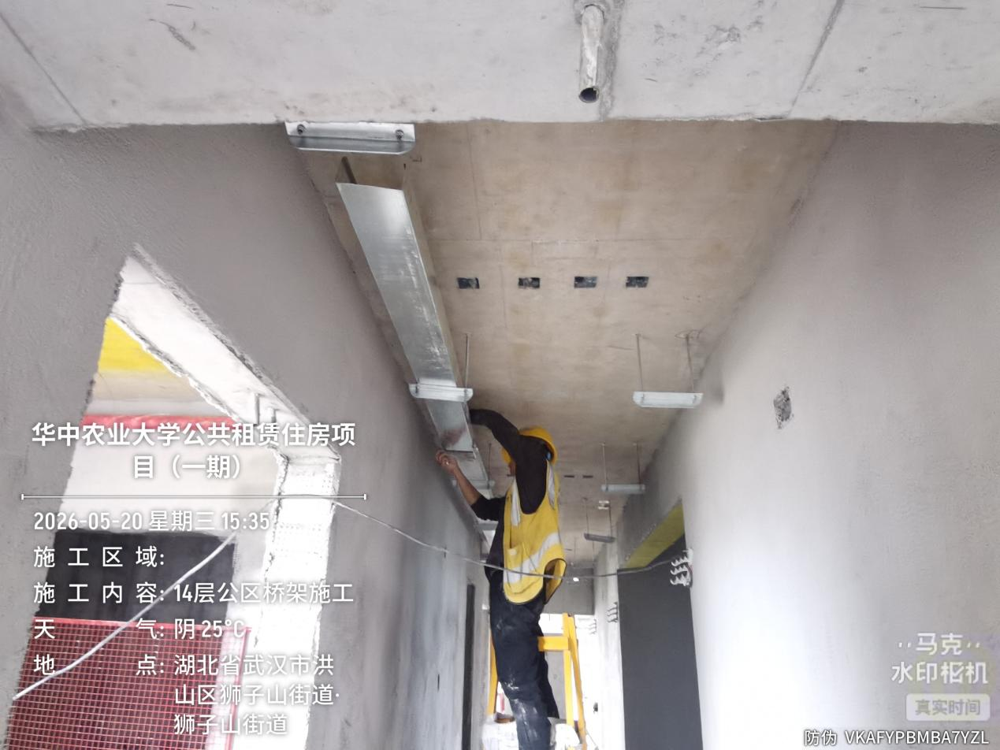 华中农业大学公共租赁住房项
目（一期）
2026-05-20 星期三 15:35
施工区域:
施工内容: 14层公区桥架施工
天气: 阴 25°C
地点: 湖北省武汉市洪
山区狮子山街道·
狮子山街道
马克
水印相机
真实时间
防伪 VKAFYPBMBA7YZL